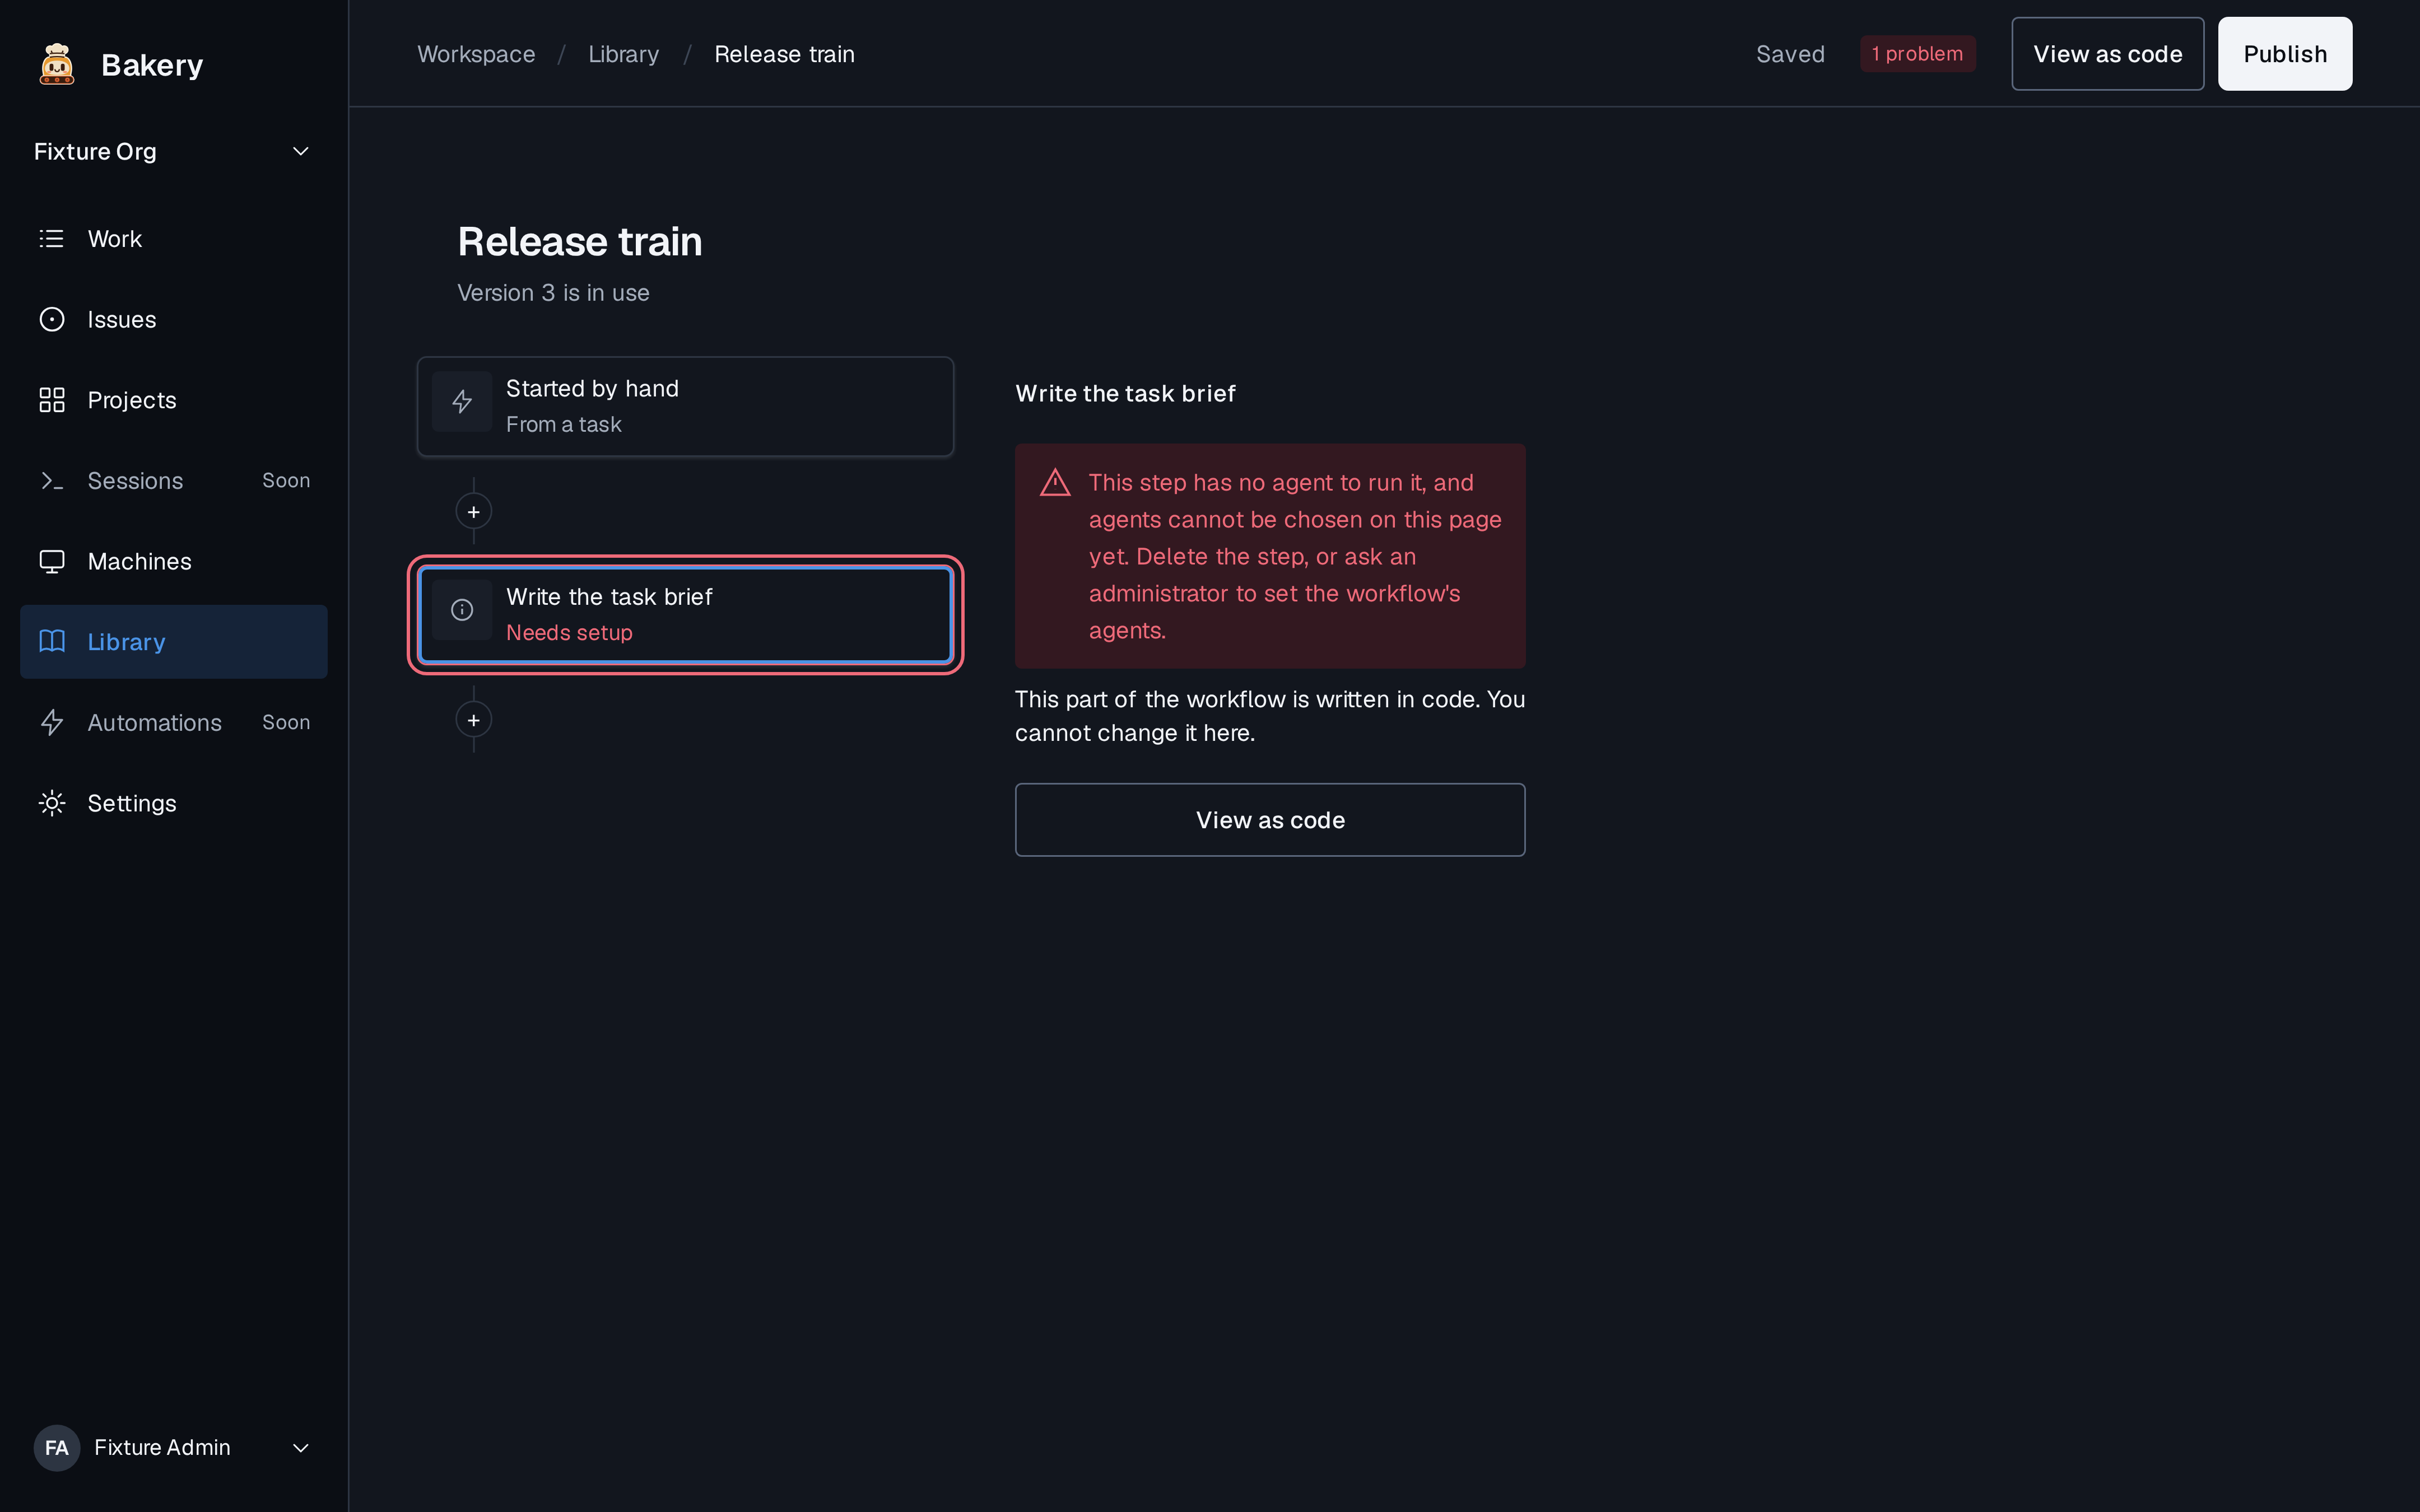 Bakery
Fixture Org
Work
Issues
Projects
Sessions Soon
Machines
Library
Automations Soon
Settings
FA Fixture Admin
Workspace / Library / Release train
Saved
1 problem
View as code
Publish
Release train
Version 3 is in use
Started by hand
From a task
+
Write the task brief
Needs setup
+
Write the task brief
This step has no agent to run it, and
agents cannot be chosen on this page
yet. Delete the step, or ask an
administrator to set the workflow's
agents.
This part of the workflow is written in code. You
cannot change it here.
View as code